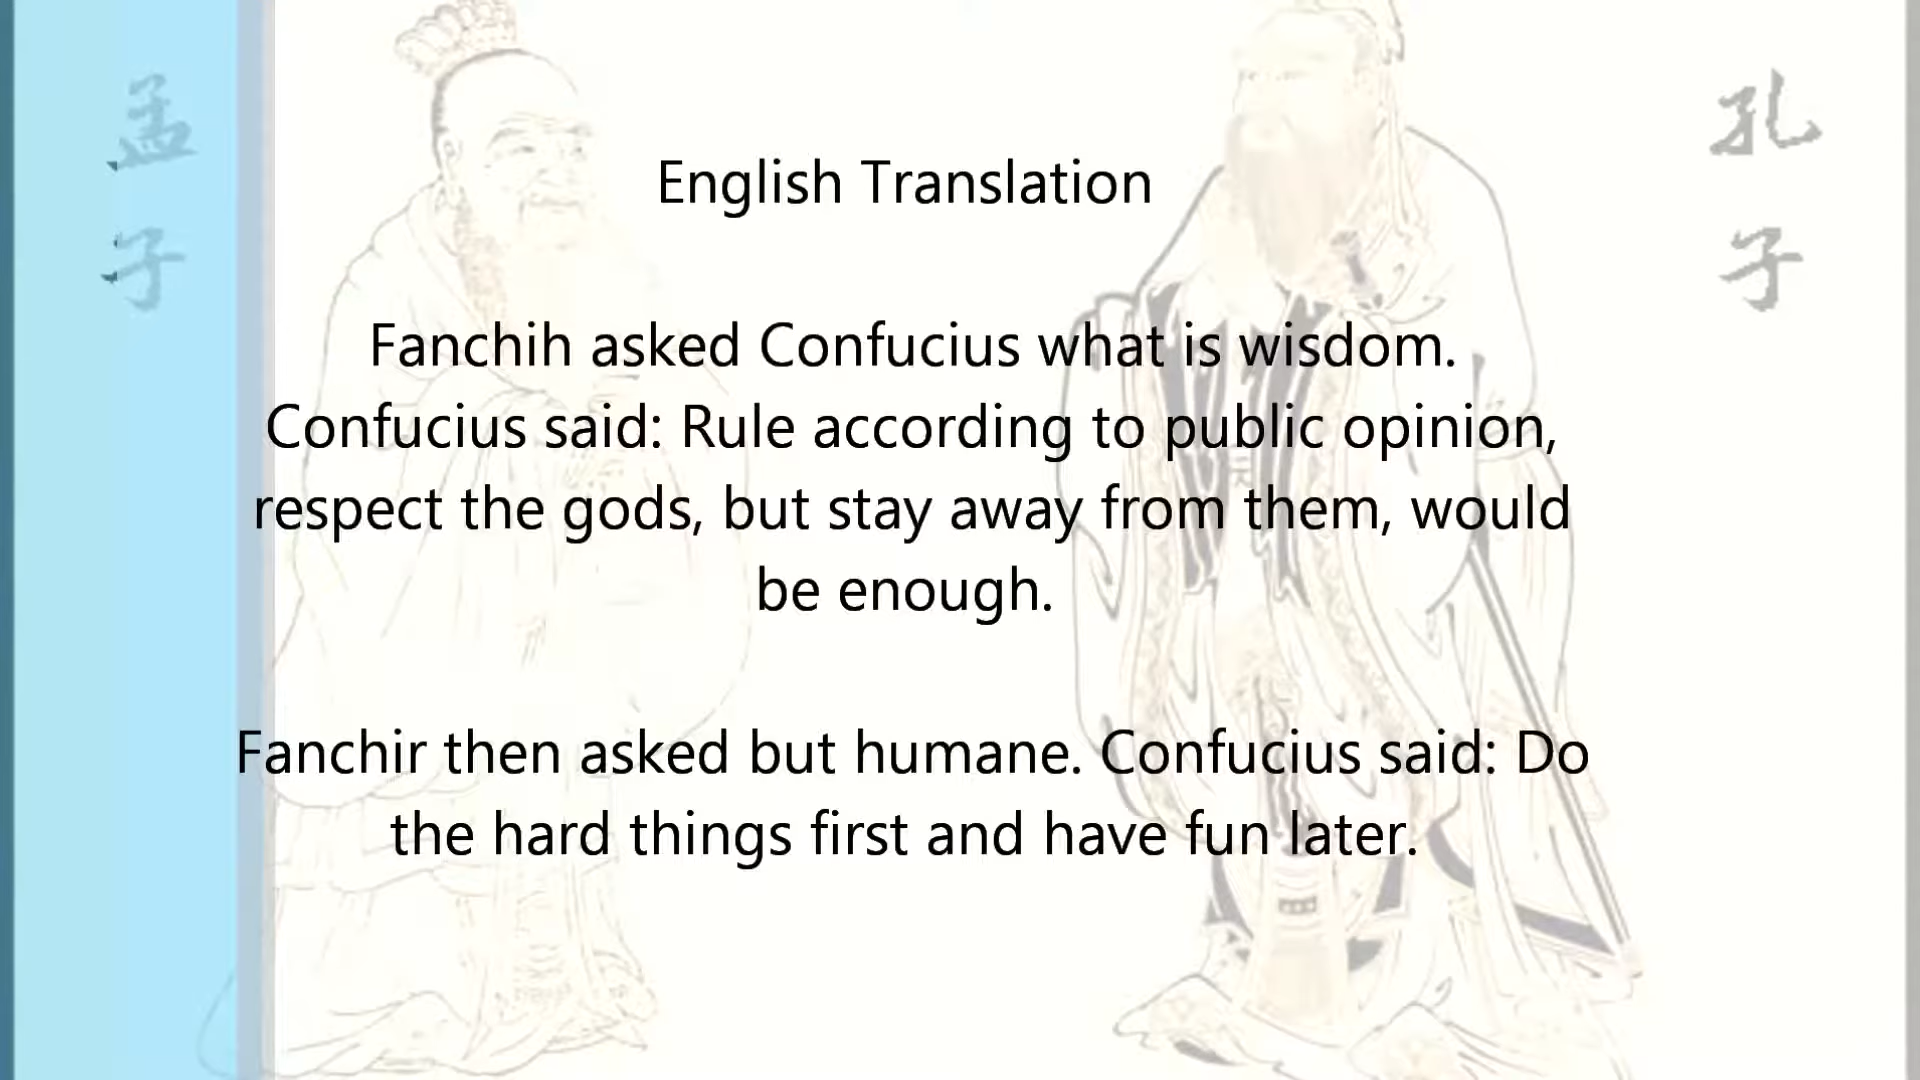 孟子
孔子
English Translation
Fanchih asked Confucius what is wisdom.
Confucius said: Rule according to public opinion,
respect the gods, but stay away from them, would
be enough.
Fanchir then asked but humane. Confucius said: Do
the hard things first and have fun later.